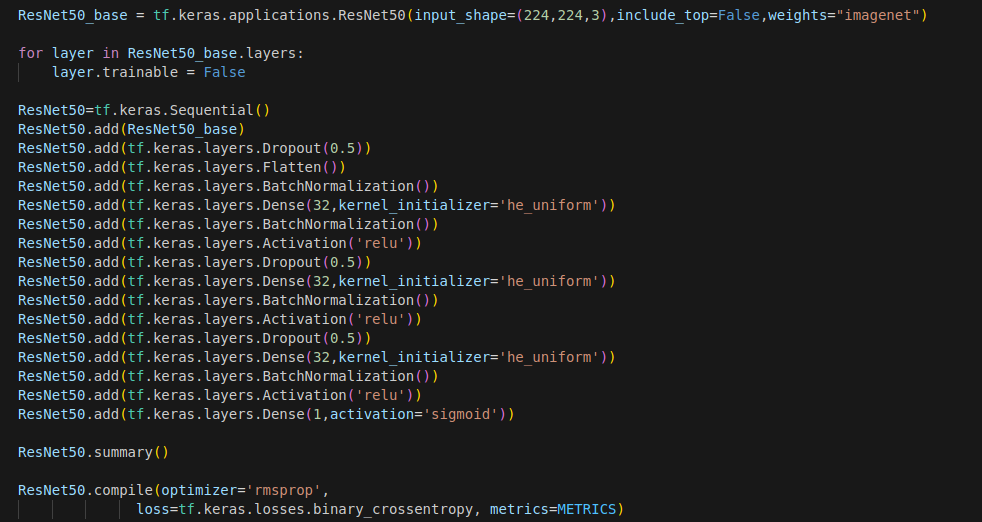 ResNet50_base = tf.keras.applications.ResNet50(input_shape=(224,224,3),include_top=False,weights="imagenet")
for layer in ResNet50_base.layers:
    layer.trainable = False
ResNet50=tf.keras.Sequential()
ResNet50.add(ResNet50_base)
ResNet50.add(tf.keras.layers.Dropout(0.5))
ResNet50.add(tf.keras.layers.Flatten())
ResNet50.add(tf.keras.layers.BatchNormalization())
ResNet50.add(tf.keras.layers.Dense(32,kernel_initializer='he_uniform'))
ResNet50.add(tf.keras.layers.BatchNormalization())
ResNet50.add(tf.keras.layers.Activation('relu'))
ResNet50.add(tf.keras.layers.Dropout(0.5))
ResNet50.add(tf.keras.layers.Dense(32,kernel_initializer='he_uniform'))
ResNet50.add(tf.keras.layers.BatchNormalization())
ResNet50.add(tf.keras.layers.Activation('relu'))
ResNet50.add(tf.keras.layers.Dropout(0.5))
ResNet50.add(tf.keras.layers.Dense(32,kernel_initializer='he_uniform'))
ResNet50.add(tf.keras.layers.BatchNormalization())
ResNet50.add(tf.keras.layers.Activation('relu'))
ResNet50.add(tf.keras.layers.Dense(1,activation='sigmoid'))
ResNet50.summary()
ResNet50.compile(optimizer='rmsprop',
              loss=tf.keras.losses.binary_crossentropy, metrics=METRICS)